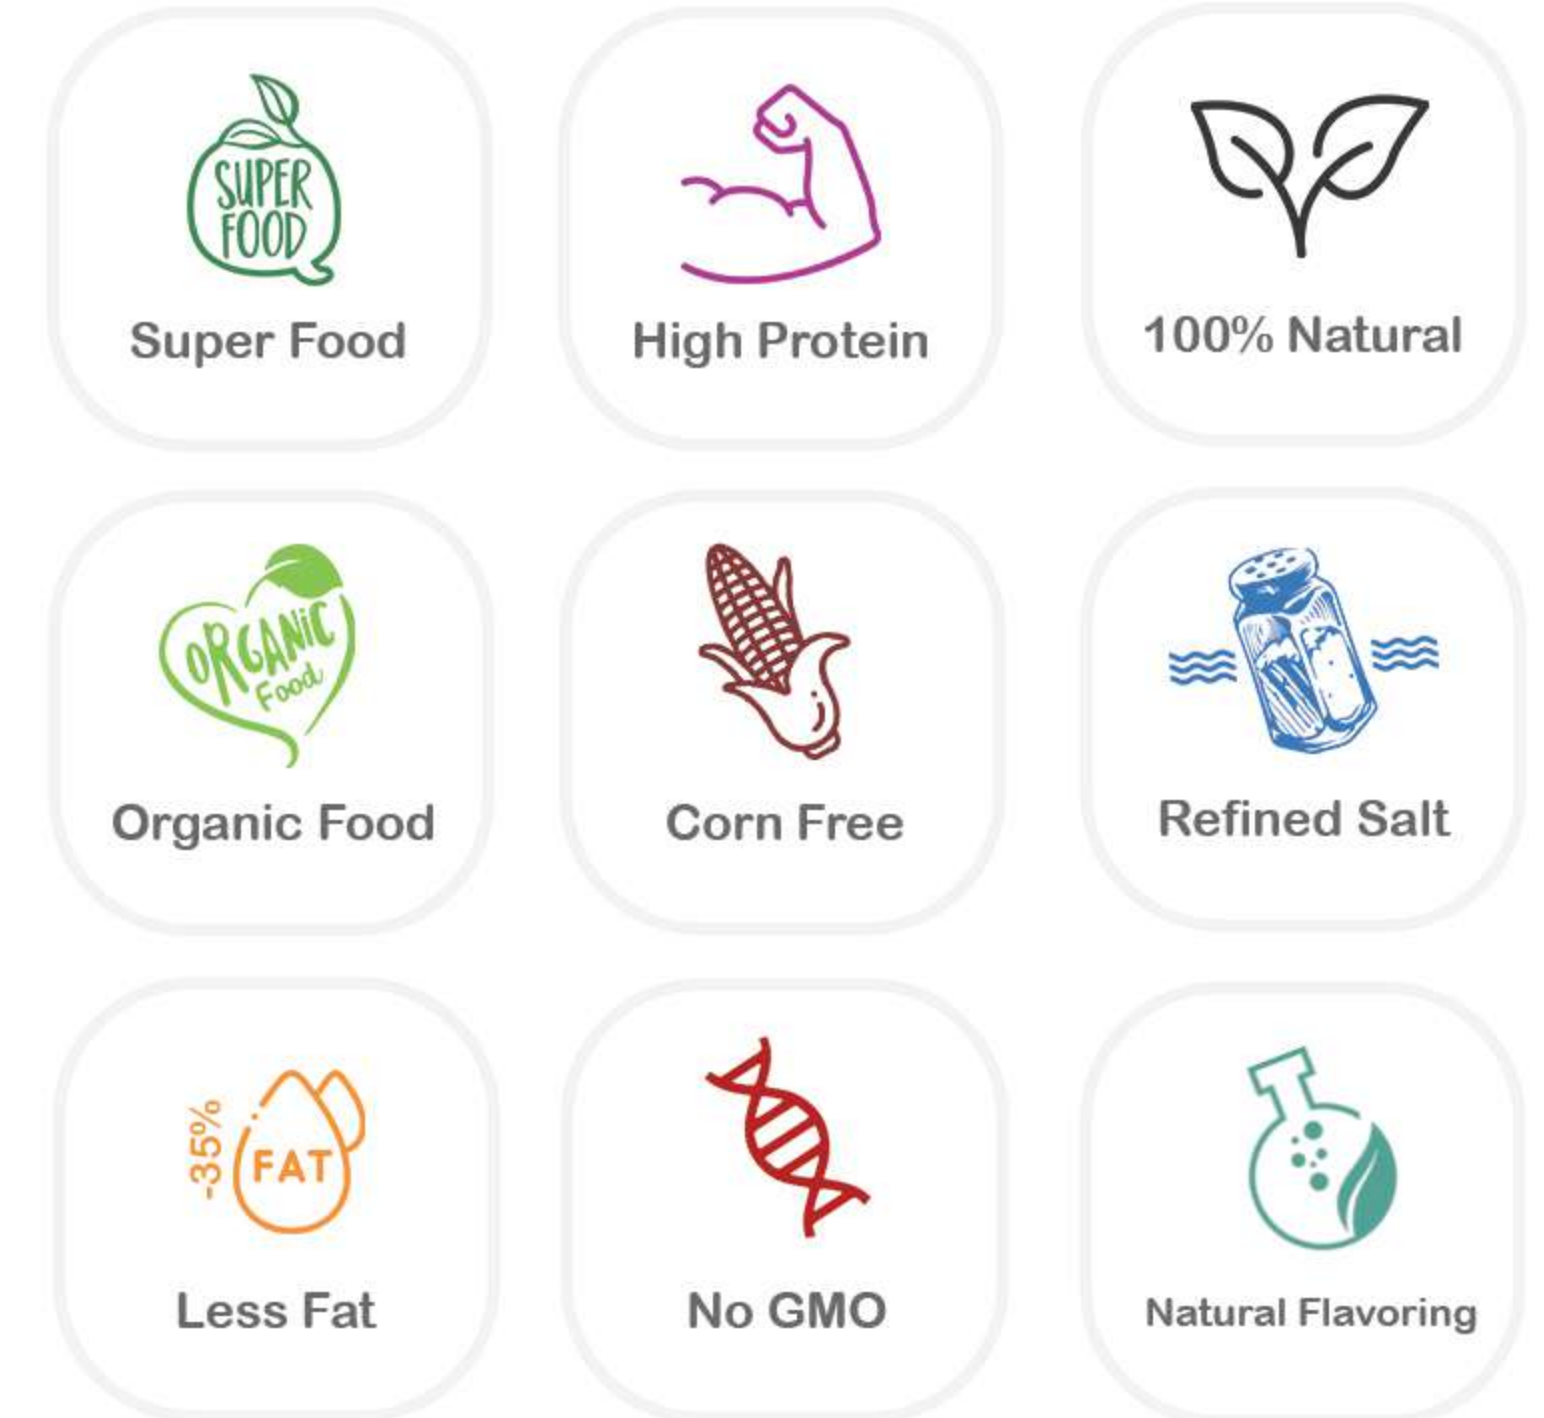 SUPER
FOOD
Super Food
High Protein
100% Natural
ORGANiC
Food
Organic Food
Corn Free
Refined Salt
-35%
FAT
Less Fat
No GMO
Natural Flavoring